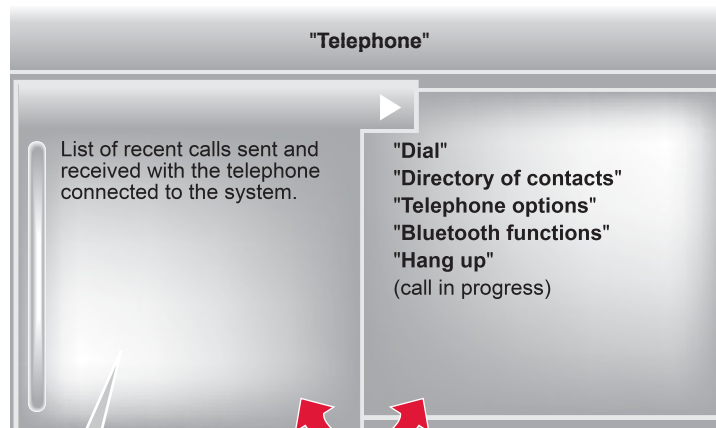 "Telephone"
List of recent calls sent and
received with the telephone
connected to the system.
"Dial"
"Directory of contacts"
"Telephone options"
"Bluetooth functions"
"Hang up"
(call in progress)